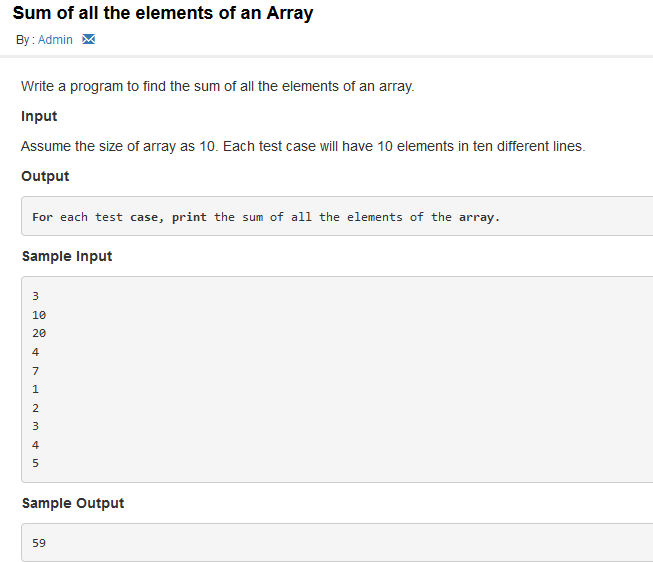 Sum of all the elements of an Array
By : Admin
Write a program to find the sum of all the elements of an array.
Input
Assume the size of array as 10. Each test case will have 10 elements in ten different lines.
Output
For each test case, print the sum of all the elements of the array.
Sample Input
3
10
20
4
7
1
2
3
4
5
Sample Output
59